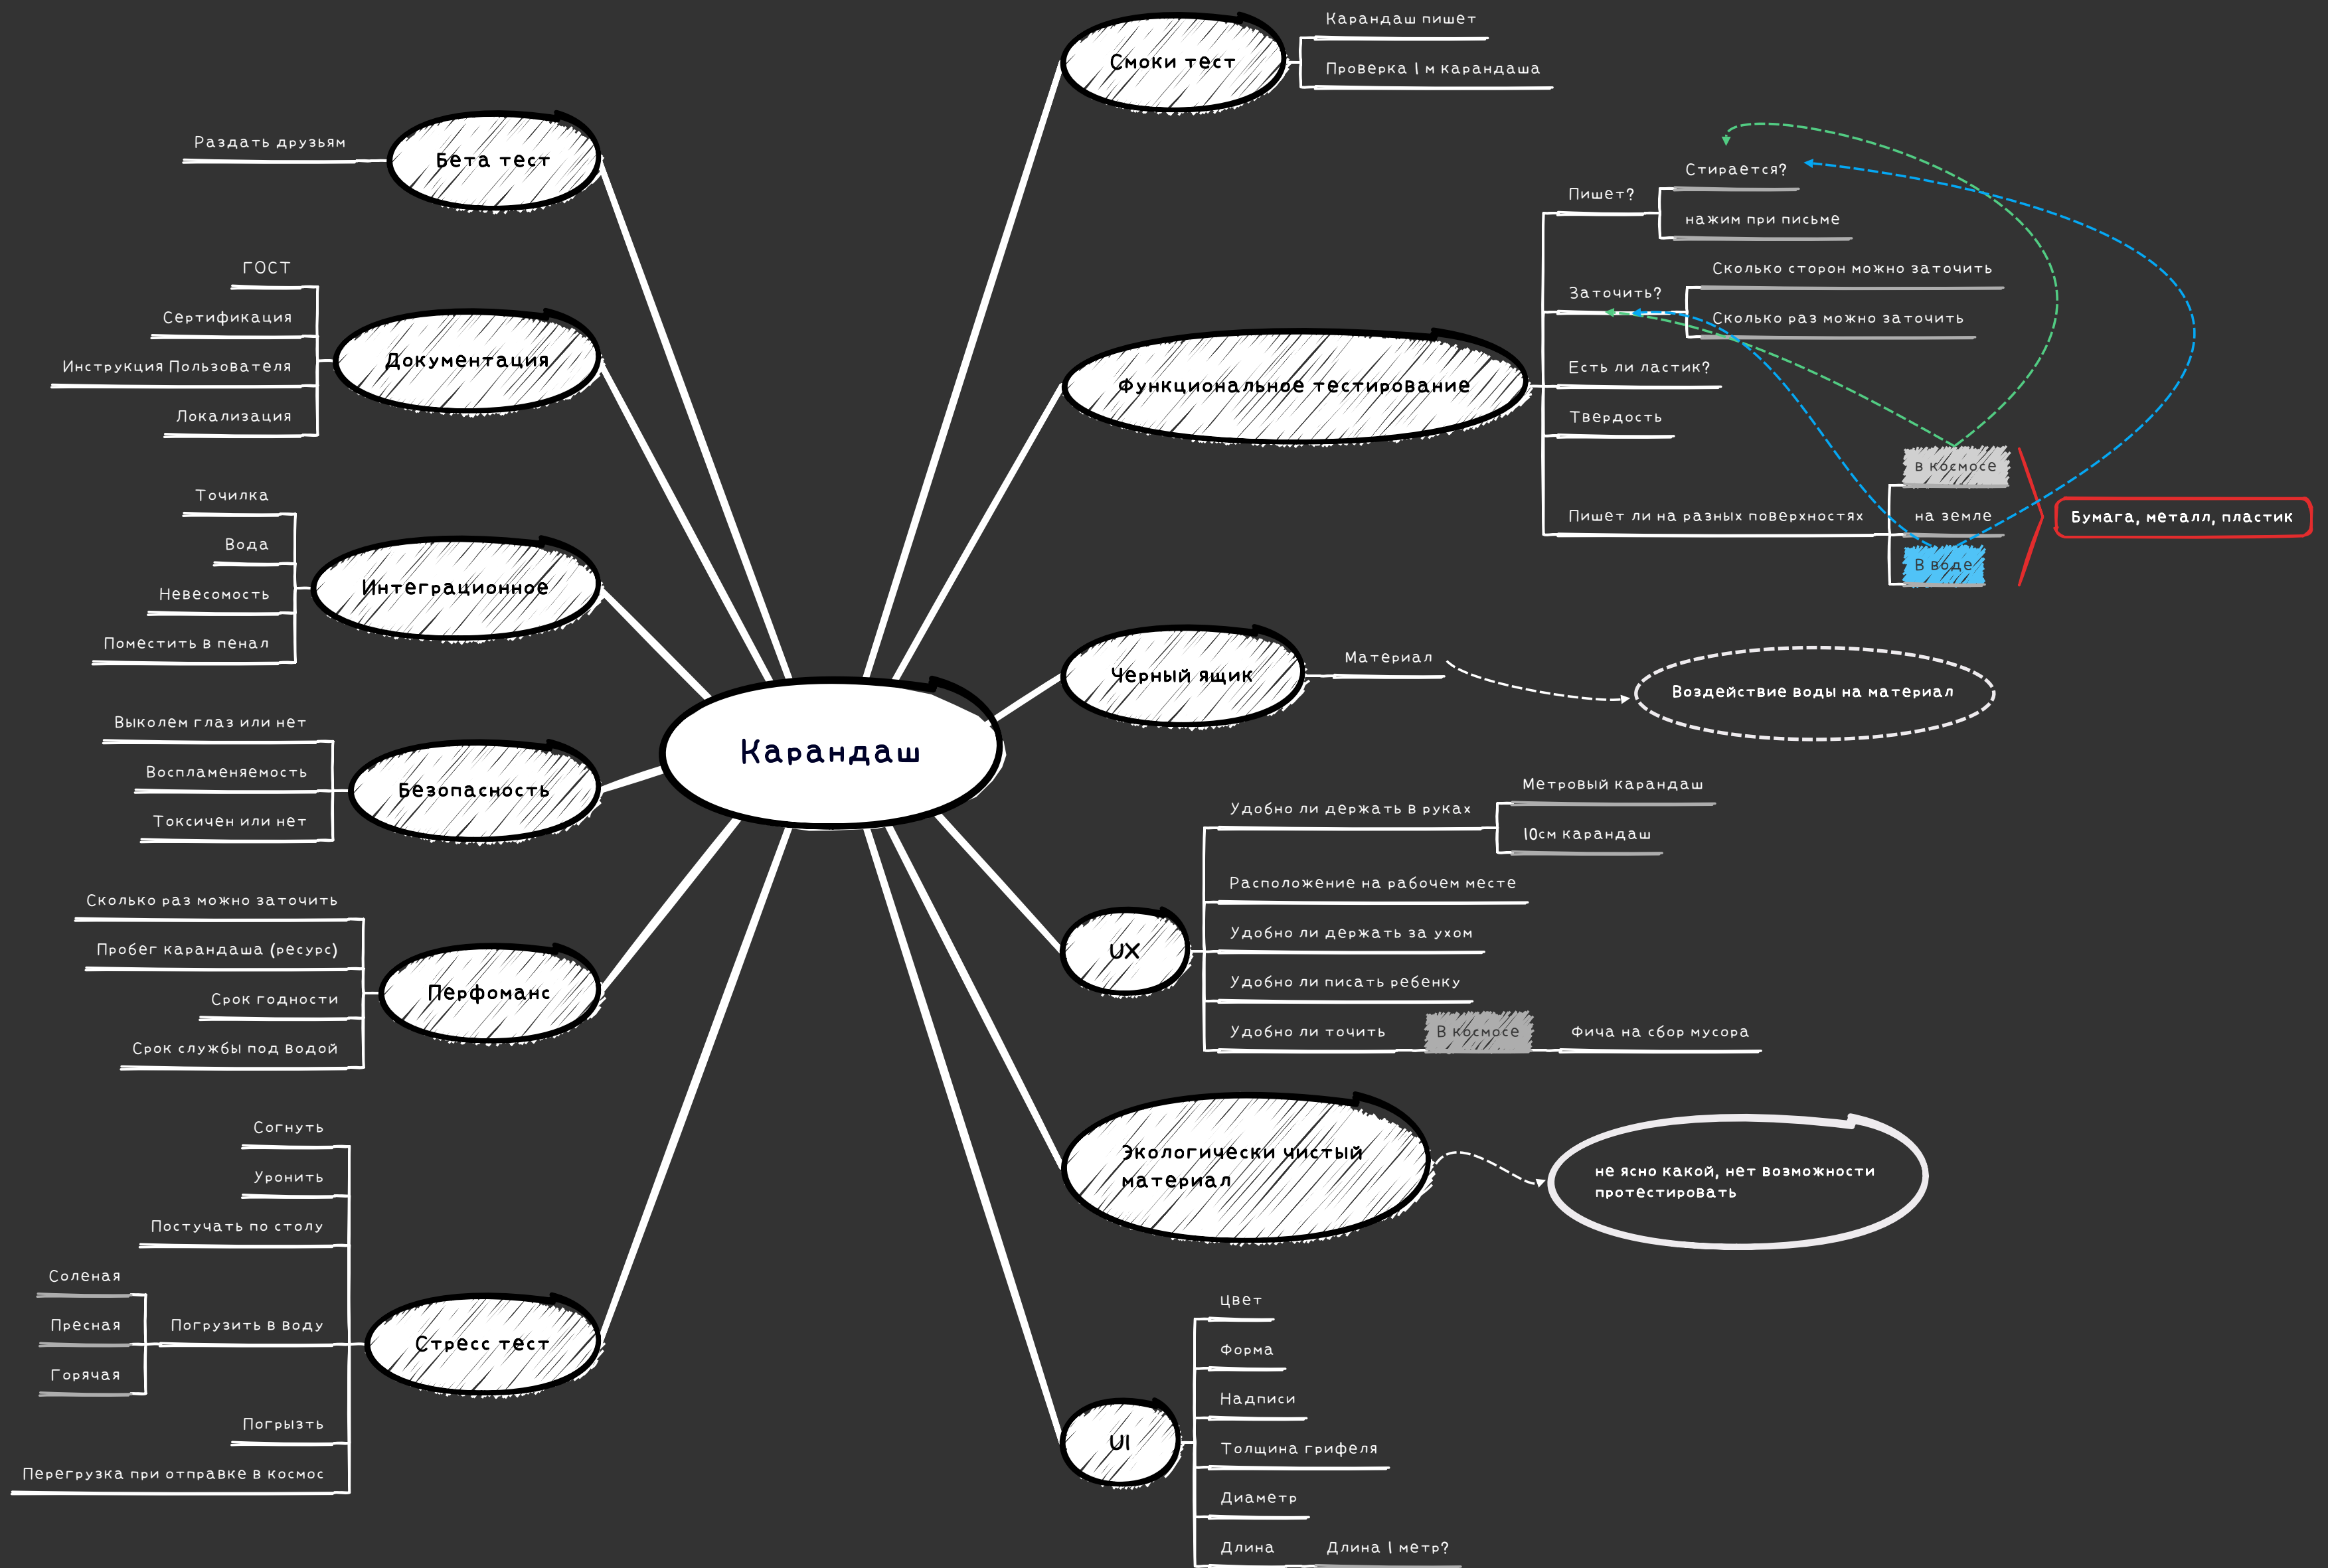 Карандаш
Смоки тест
Карандаш пишет
Проверка 1 м карандаша
Функциональное тестирование
Пишет?
Стирается?
нажим при письме
Заточить?
Сколько сторон можно заточить
Сколько раз можно заточить
Есть ли ластик?
Твердость
Пишет ли на разных поверхностях
в космосе
на земле
В воде
Бумага, металл, пластик
Черный ящик
Материал
Воздействие воды на материал
UX
Удобно ли держать в руках
Метровый карандаш
10см карандаш
Расположение на рабочем месте
Удобно ли держать за ухом
Удобно ли писать ребенку
Удобно ли точить
В космосе
Фича на сбор мусора
Экологически чистый
материал
не ясно какой, нет возможности
протестировать
UI
цвет
Форма
Надписи
Толщина грифеля
Диаметр
Длина
Длина 1 метр?
Бета тест
Раздать друзьям
Документация
ГОСТ
Сертификация
Инструкция Пользователя
Локализация
Интеграционное
Точилка
Вода
Невесомость
Поместить в пенал
Безопасность
Выколем глаз или нет
Воспламеняемость
Токсичен или нет
Перфоманс
Сколько раз можно заточить
Пробег карандаша (ресурс)
Срок годности
Срок службы под водой
Стресс тест
Согнуть
Уронить
Постучать по столу
Погрузить в воду
Соленая
Пресная
Горячая
Погрызть
Перегрузка при отправке в космос